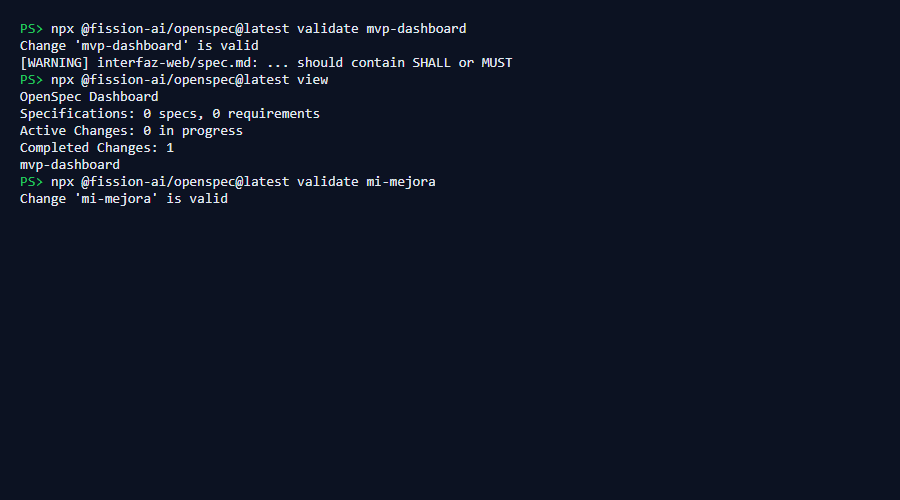 PS> npx @fission-ai/openspec@latest validate mvp-dashboard
Change 'mvp-dashboard' is valid
[WARNING] interfaz-web/spec.md: ... should contain SHALL or MUST
PS> npx @fission-ai/openspec@latest view
OpenSpec Dashboard
Specifications: 0 specs, 0 requirements
Active Changes: 0 in progress
Completed Changes: 1
mvp-dashboard
PS> npx @fission-ai/openspec@latest validate mi-mejora
Change 'mi-mejora' is valid